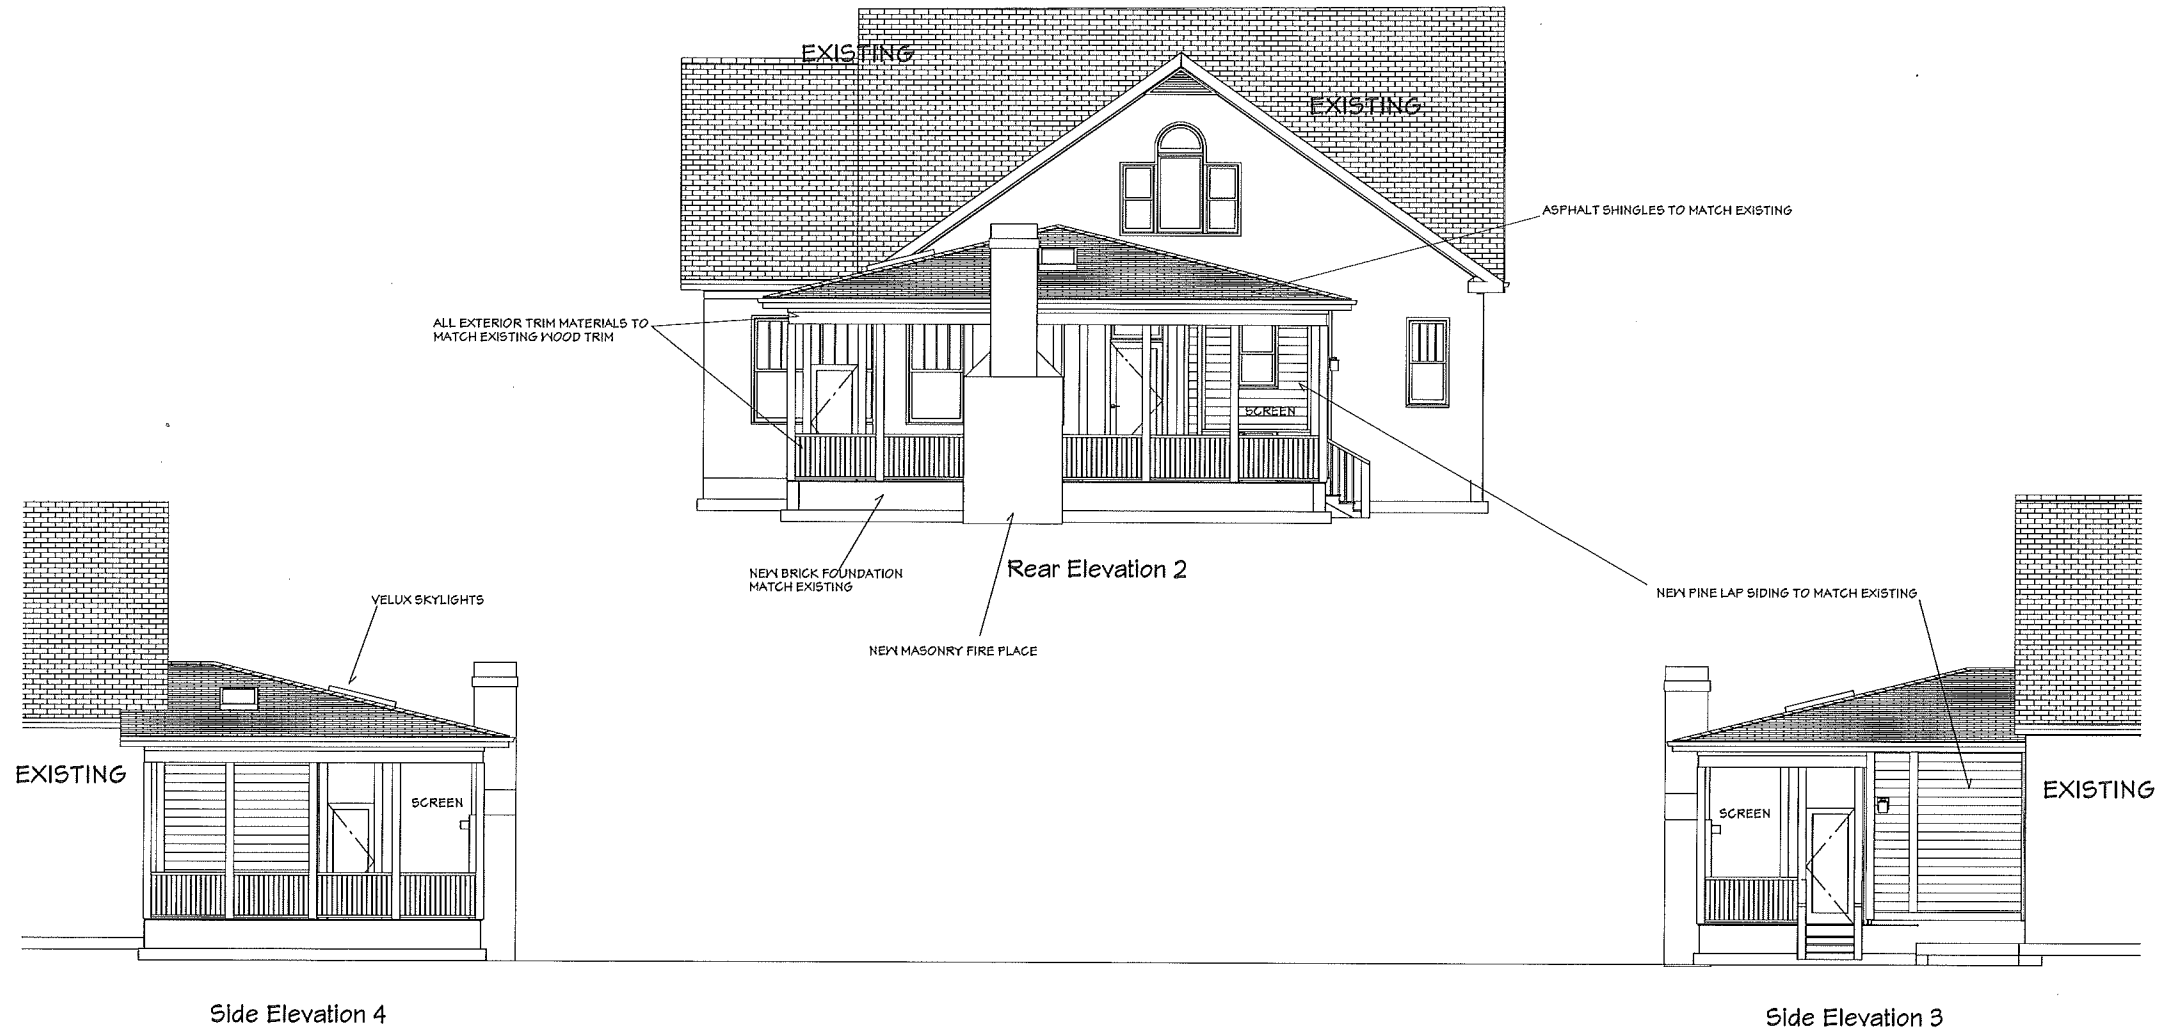 EXISTING
EXISTING
ASPHALT SHINGLES TO MATCH EXISTING
ALL EXTERIOR TRIM MATERIALS TO
MATCH EXISTING WOOD TRIM
SCREEN
Rear Elevation 2
NEW BRICK FOUNDATION
MATCH EXISTING
NEW MASONRY FIRE PLACE
VELUX SKYLIGHTS
NEW PINE LAP SIDING TO MATCH EXISTING
EXISTING
SCREEN
SCREEN
EXISTING
Side Elevation 4
Side Elevation 3